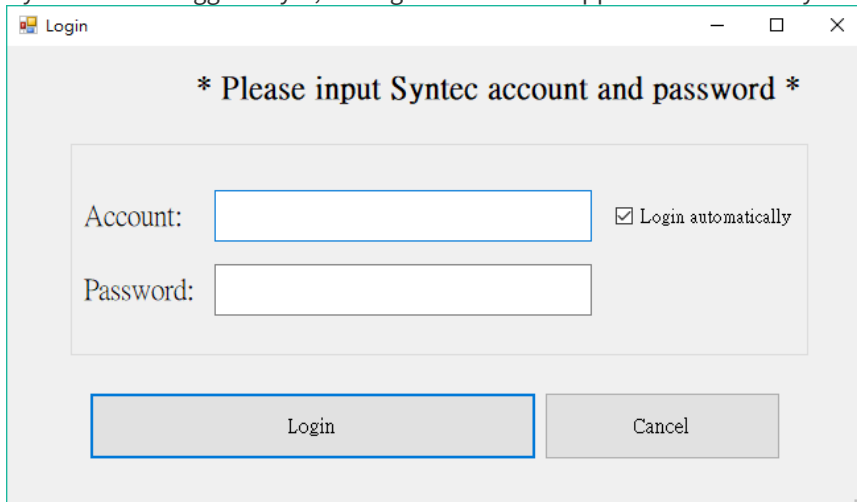 Login
* Please input Syntec account and password *
Account:
Login automatically
Password:
Login
Cancel